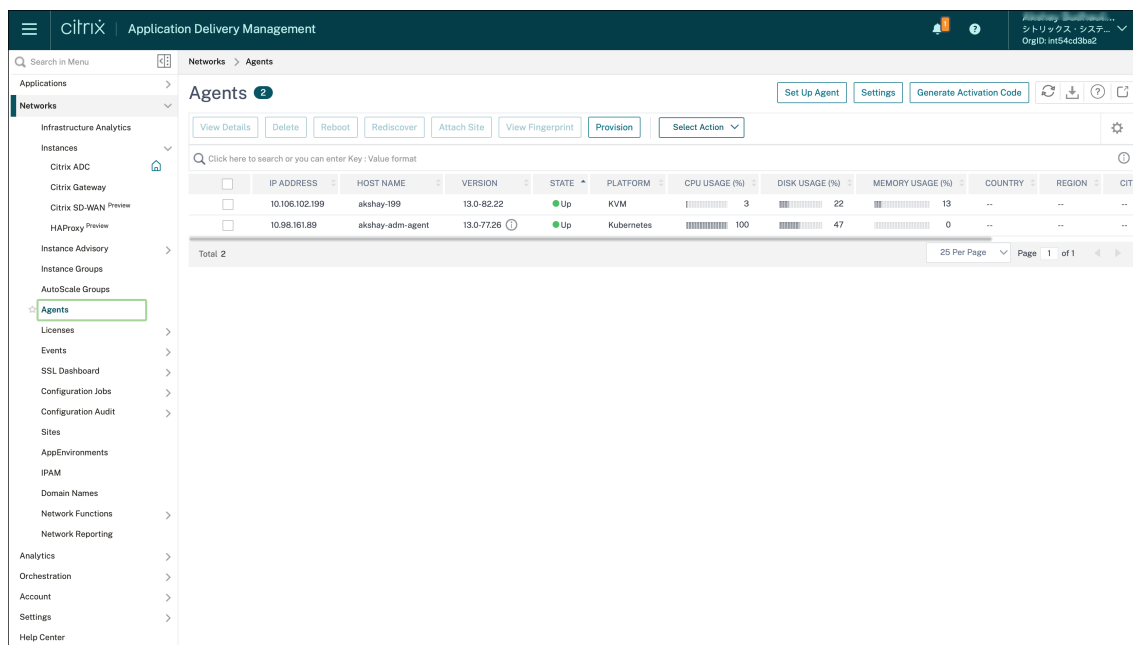 citrix | Application Delivery Management
1
シトリックス・システ...
OrgID: int54cd3ba2
Search in Menu
Networks > Agents
Applications
Agents 2
Set Up Agent
Settings
Generate Activation Code
Networks
Infrastructure Analytics
View Details
Delete
Reboot
Rediscover
Attach Site
View Fingerprint
Provision
Select Action
Instances
Click here to search or you can enter Key : Value format
Citrix ADC
IP ADDRESS HOST NAME VERSION STATE PLATFORM CPU USAGE (%) DISK USAGE (%) MEMORY USAGE (%) COUNTRY REGION CIT
Citrix Gateway
10.106.102.199 akshay-199 13.0-82.22 Up KVM 3 22 13 -- -- --
Citrix SD-WAN Preview
HAProxy Preview
10.98.161.89 akshay-adm-agent 13.0-77.26 Up Kubernetes 100 47 0 -- -- --
Instance Advisory
Total 2
25 Per Page
Page 1 of 1
Instance Groups
AutoScale Groups
Agents
Licenses
Events
SSL Dashboard
Configuration Jobs
Configuration Audit
Sites
AppEnvironments
IPAM
Domain Names
Network Functions
Network Reporting
Analytics
Orchestration
Account
Settings
Help Center